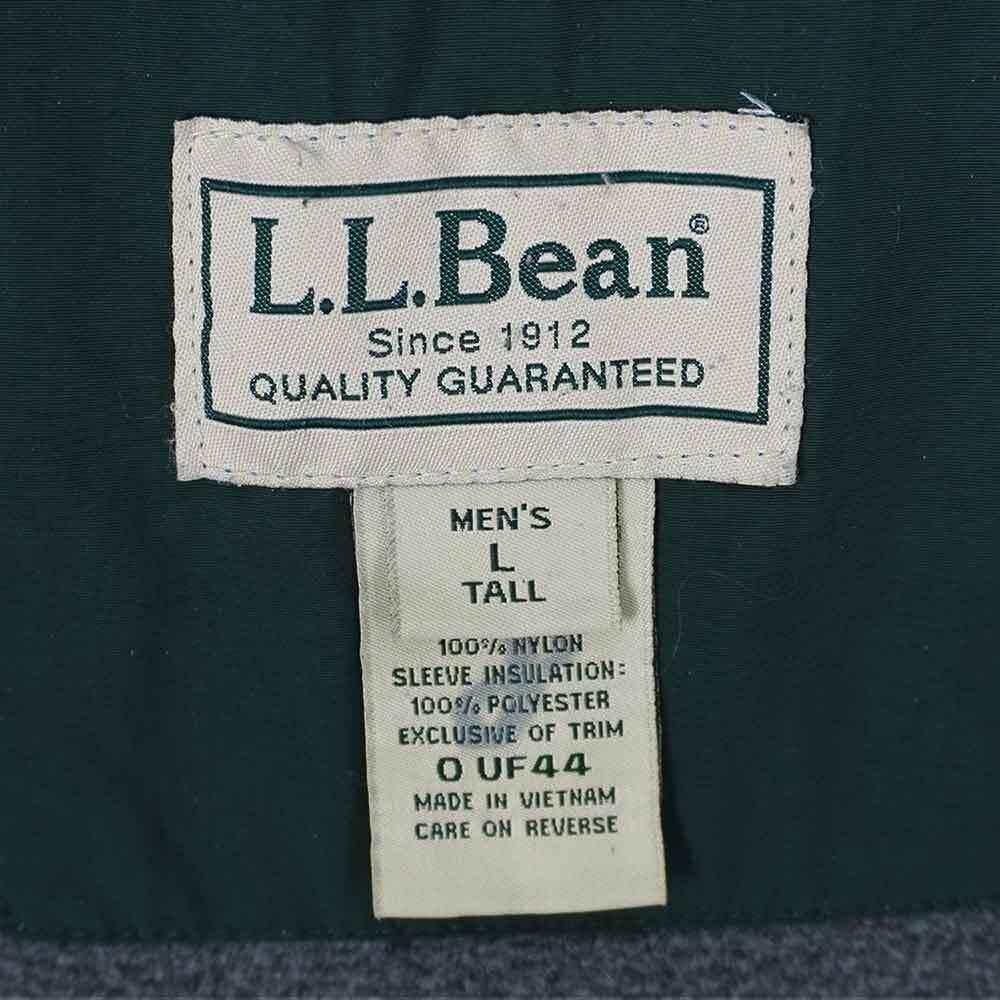 L.L.Bean®
Since 1912
QUALITY GUARANTEED
MEN'S
L
TALL
100% NYLON
SLEEVE INSULATION:
100% POLYESTER
EXCLUSIVE OF TRIM
0 UF44
MADE IN VIETNAM
CARE ON REVERSE